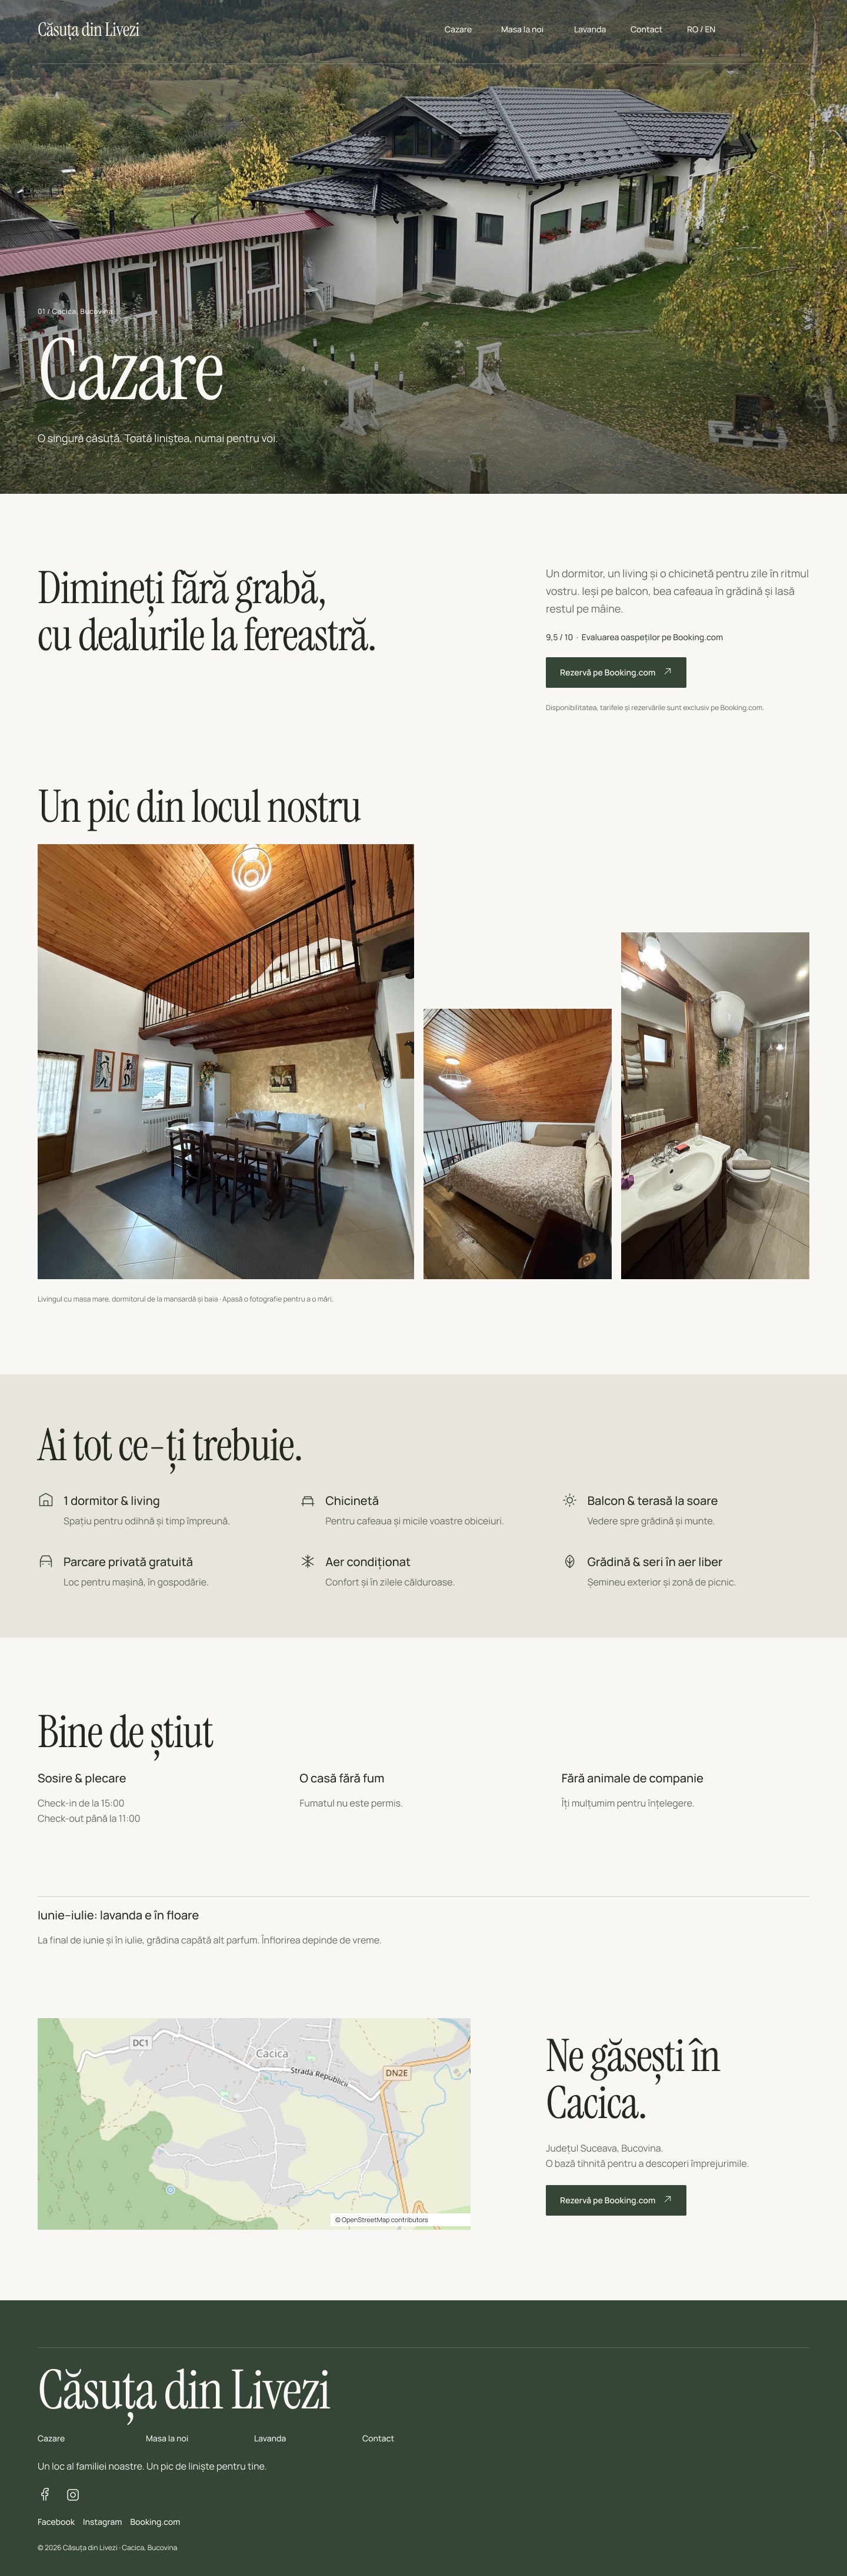 Căsuța din Livezi
Cazare
Masa la noi
Lavanda
Contact
RO / EN
01 / Cacica, Bucovina
Cazare
O singură căsuță. Toată liniștea, numai pentru voi.
Dimineți fără grabă,
cu dealurile la fereastră.
Un dormitor, un living și o chicinetă pentru zile în ritmul
vostru. Ieși pe balcon, bea cafeaua în grădină și lasă
restul pe mâine.
9,5 / 10 · Evaluarea oaspeților pe Booking.com
Rezervă pe Booking.com
Disponibilitatea, tarifele și rezervările sunt exclusiv pe Booking.com.
Un pic din locul nostru
Livingul cu masa mare, dormitorul de la mansardă și baia · Apasă o fotografie pentru a o mări.
Ai tot ce-ți trebuie.
1 dormitor & living
Spațiu pentru odihnă și timp împreună.
Chicinetă
Pentru cafeaua și micile voastre obiceiuri.
Balcon & terasă la soare
Vedere spre grădină și munte.
Parcare privată gratuită
Loc pentru mașină, în gospodărie.
Aer condiționat
Confort și în zilele călduroase.
Grădină & seri în aer liber
Șemineu exterior și zonă de picnic.
Bine de știut
Sosire & plecare
Check-in de la 15:00
Check-out până la 11:00
O casă fără fum
Fumatul nu este permis.
Fără animale de companie
Îți mulțumim pentru înțelegere.
Iunie–iulie: lavanda e în floare
La final de iunie și în iulie, grădina capătă alt parfum. Înflorirea depinde de vreme.
DC1
Cacica
Strada Republicii
DN2E
© OpenStreetMap contributors
Ne găsești în
Cacica.
Județul Suceava, Bucovina.
O bază tihnită pentru a descoperi împrejurimile.
Rezervă pe Booking.com
Căsuța din Livezi
Cazare
Masa la noi
Lavanda
Contact
Un loc al familiei noastre. Un pic de liniște pentru tine.
Facebook
Instagram
Booking.com
© 2026 Căsuța din Livezi · Cacica, Bucovina